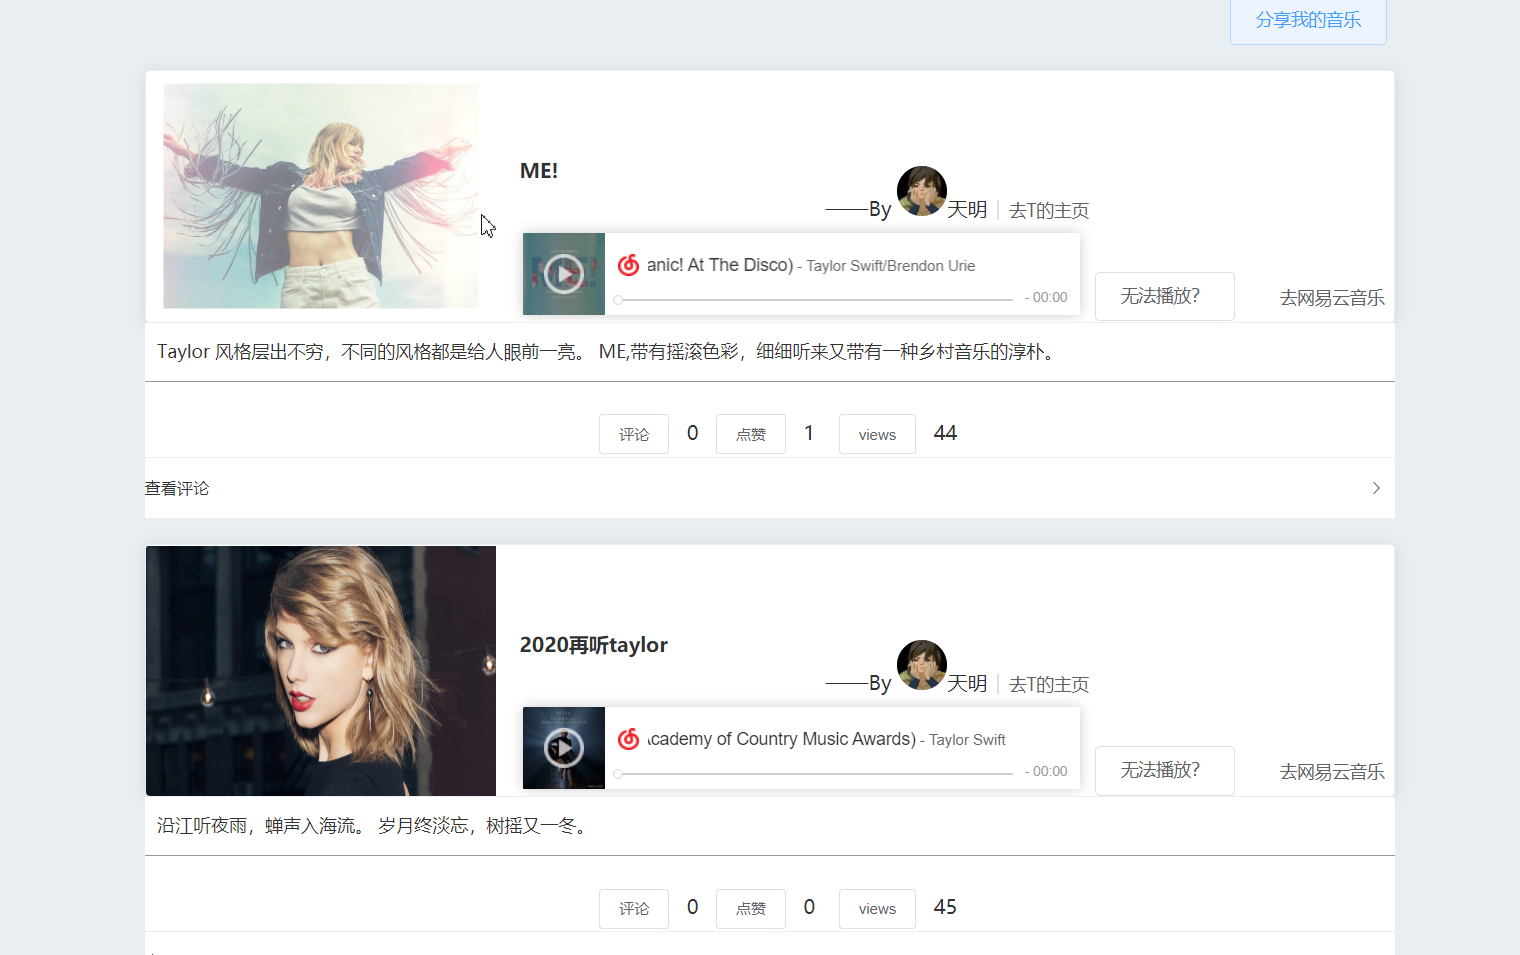 分享我的音乐
ME!
——By 天明 | 去T的主页
anic! At The Disco) - Taylor Swift/Brendon Urie
- 00:00
无法播放?
去网易云音乐
Taylor 风格层出不穷，不同的风格都是给人眼前一亮。 ME,带有摇滚色彩，细细听来又带有一种乡村音乐的淳朴。
评论 0 点赞 1 views 44
查看评论
2020再听taylor
——By 天明 | 去T的主页
cademy of Country Music Awards) - Taylor Swift
- 00:00
无法播放?
去网易云音乐
沿江听夜雨，蝉声入海流。 岁月终淡忘，树摇又一冬。
评论 0 点赞 0 views 45